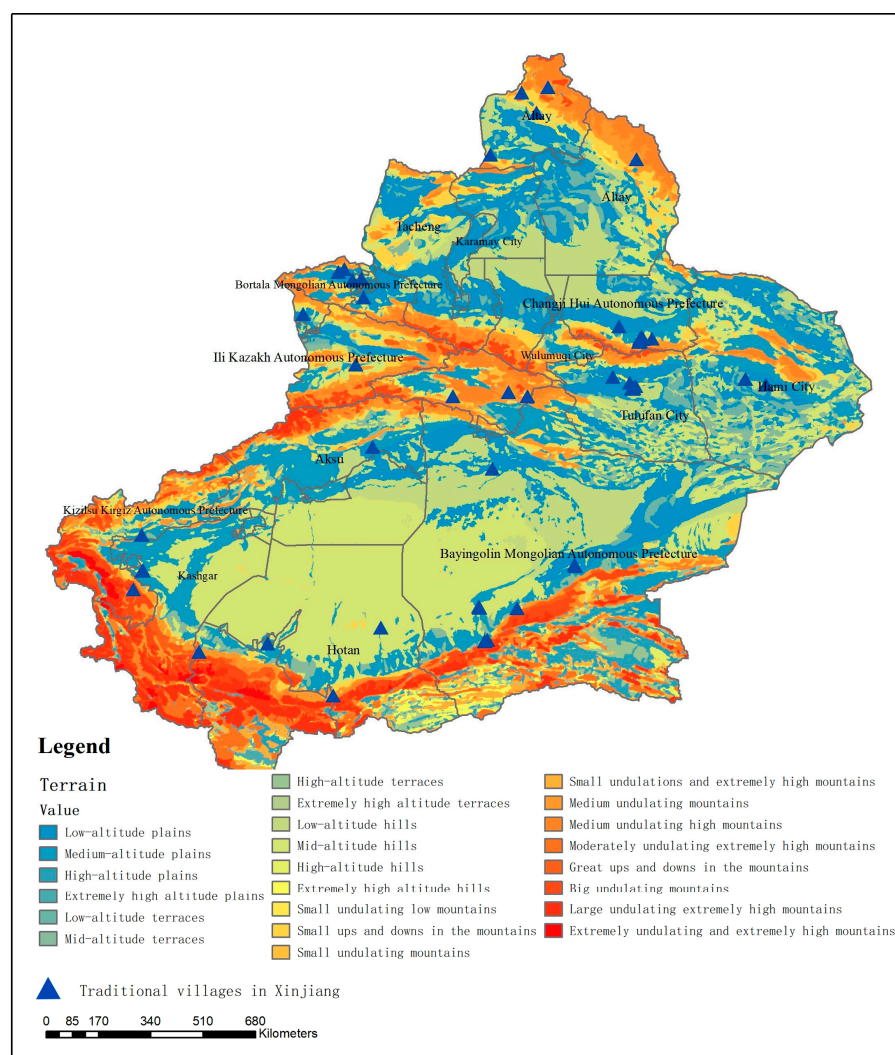 Altay
Altay
Tacheng
Karamay City
Bortala Mongolian Autonomous Prefecture
Changji Hui Autonomous Prefecture
Ili Kazakh Autonomous Prefecture
Wulumuqi City
Hami City
Tulufan City
Aksu
Kizilsu Kirgiz Autonomous Prefecture
Bayingolin Mongolian Autonomous Prefecture
Kashgar
Hotan
Legend
Terrain
Value
Low-altitude plains
Medium-altitude plains
High-altitude plains
Extremely high altitude plains
Low-altitude terraces
Mid-altitude terraces
High-altitude terraces
Extremely high altitude terraces
Low-altitude hills
Mid-altitude hills
High-altitude hills
Extremely high altitude hills
Small undulating low mountains
Small ups and downs in the mountains
Small undulating mountains
Small undulations and extremely high mountains
Medium undulating mountains
Medium undulating high mountains
Moderately undulating extremely high mountains
Great ups and downs in the mountains
Big undulating mountains
Large undulating extremely high mountains
Extremely undulating and extremely high mountains
Traditional villages in Xinjiang
0 85 170 340 510 680
Kilometers